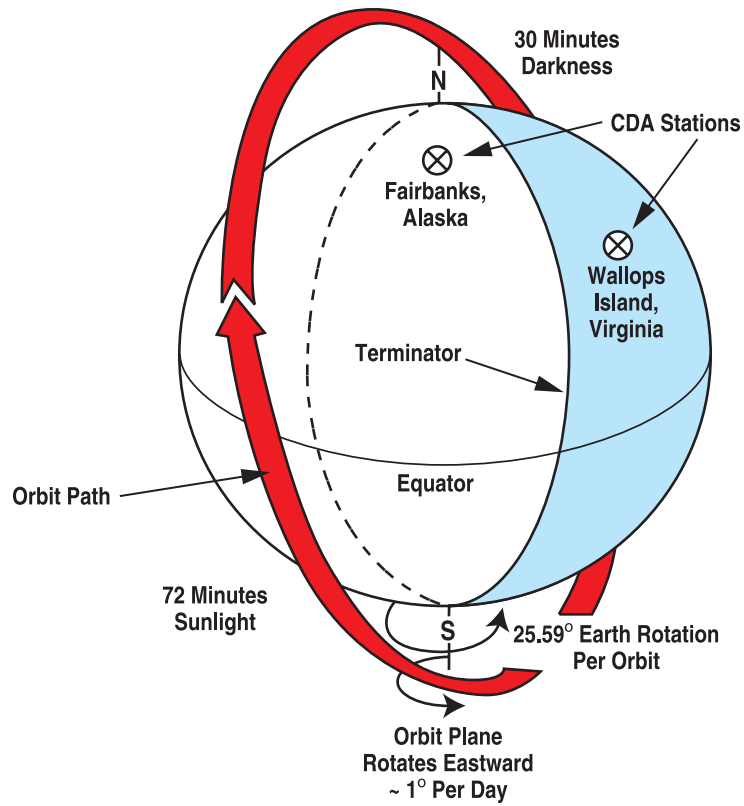 30 Minutes
Darkness
N
CDA Stations
Fairbanks,
Alaska
Wallops
Island,
Virginia
Terminator
Equator
Orbit Path
72 Minutes
Sunlight
S
25.59° Earth Rotation
Per Orbit
Orbit Plane
Rotates Eastward
~ 1° Per Day